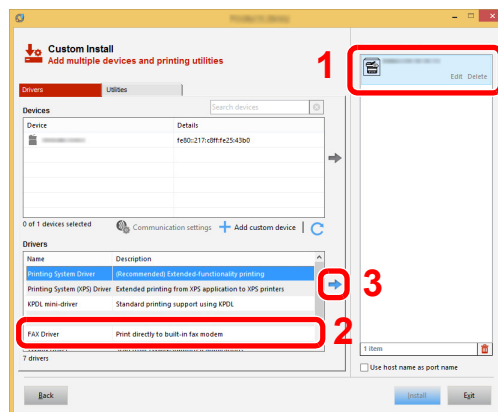 Custom Install
Add multiple devices and printing utilities
1
Edit Delete
Drivers Utilities
Devices Search devices
Device Details
fe80::217:c8ff:fe25:43b0
0 of 1 devices selected Communication settings Add custom device
Drivers
Name Description
Printing System Driver (Recommended) Extended-functionality printing
Printing System (XPS) Driver Extended printing from XPS application to XPS printers
3
KPDL mini-driver Standard printing support using KPDL
FAX Driver Print directly to built-in fax modem
2
7 drivers
1 item
Use host name as port name
Back Install Exit